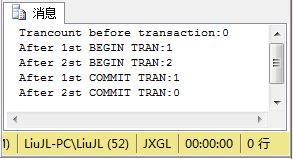 消息
Trancount before transaction:0
After 1st BEGIN TRAN:1
After 2st BEGIN TRAN:2
After 1st COMMIT TRAN:1
After 2st COMMIT TRAN:0
M) LiuJL-PC\LiuJL (52) JXGL 00:00:00 0 行